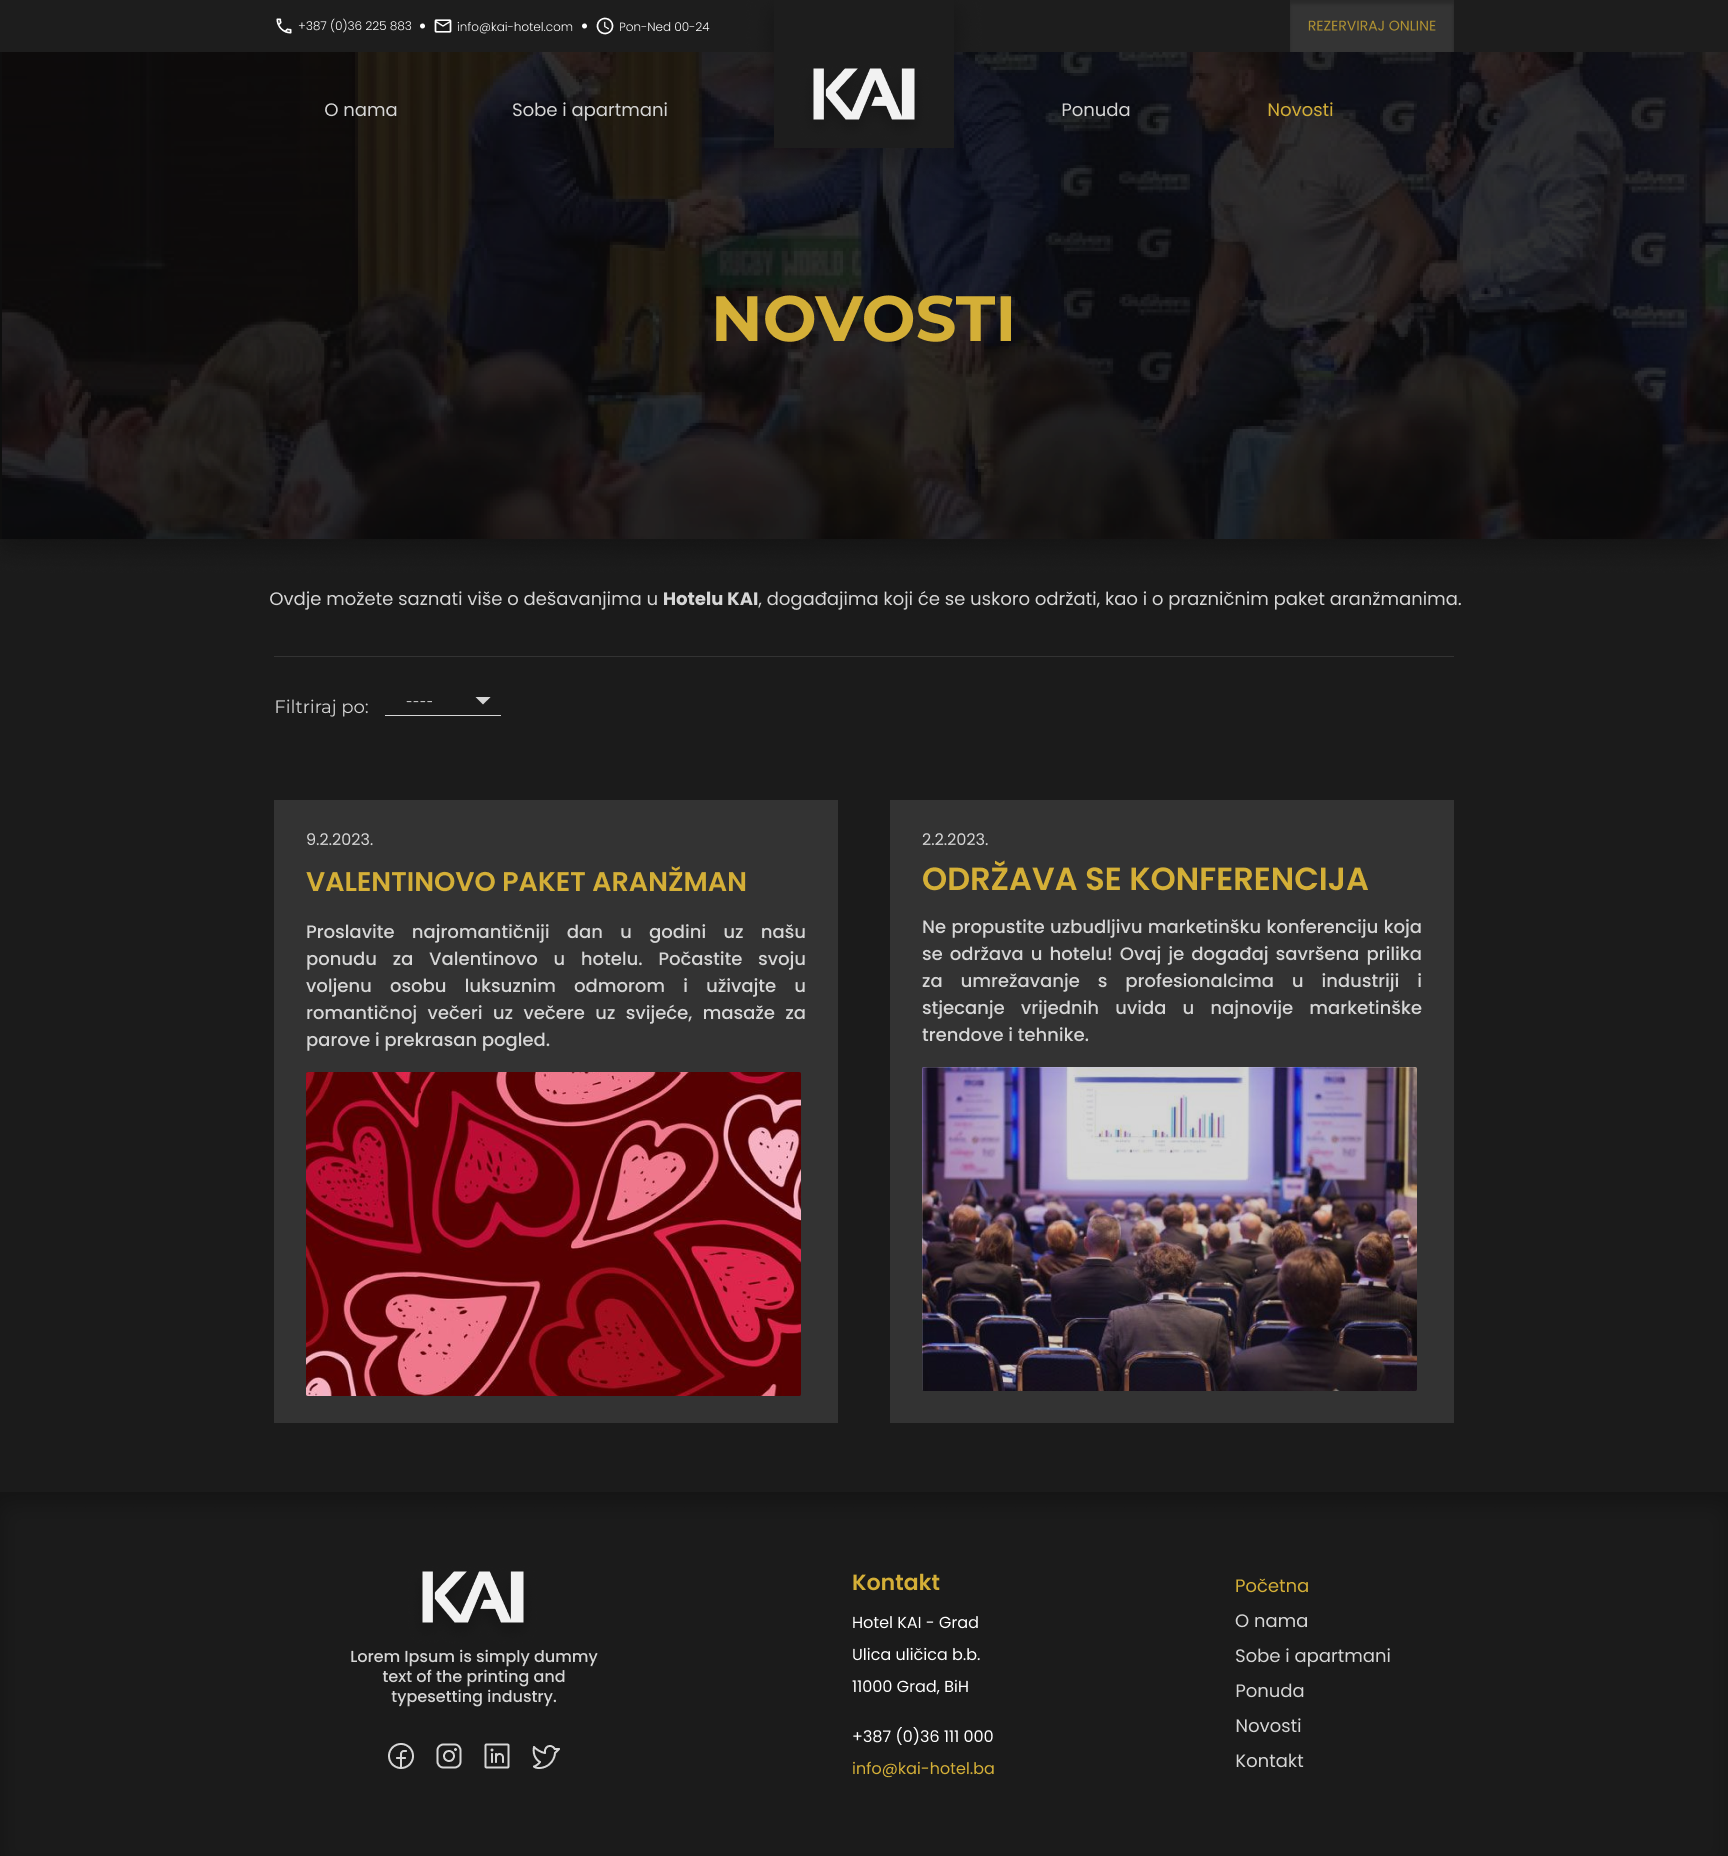 +387 (0)36 225 883 • info@kai-hotel.com • Pon-Ned 00-24
REZERVIRAJ ONLINE
O nama
Sobe i apartmani
KAI
Ponuda
Novosti
RUGBY WORLD
NOVOSTI
Ovdje možete saznati više o dešavanjima u Hotelu KAI, događajima koji će se uskoro održati, kao i o prazničnim paket aranžmanima.
Filtriraj po: ----
9.2.2023.
VALENTINOVO PAKET ARANŽMAN
Proslavite najromantičniji dan u godini uz našu
ponudu za Valentinovo u hotelu. Počastite svoju
voljenu osobu luksuznim odmorom i uživajte u
romantičnoj večeri uz večere uz svijeće, masaže za
parove i prekrasan pogled.
2.2.2023.
ODRŽAVA SE KONFERENCIJA
Ne propustite uzbudljivu marketinšku konferenciju koja
se održava u hotelu! Ovaj je događaj savršena prilika
za umrežavanje s profesionalcima u industriji i
stjecanje vrijednih uvida u najnovije marketinške
trendove i tehnike.
KAI
Lorem Ipsum is simply dummy
text of the printing and
typesetting industry.
Kontakt
Hotel KAI - Grad
Ulica uličica b.b.
11000 Grad, BiH
+387 (0)36 111 000
info@kai-hotel.ba
Početna
O nama
Sobe i apartmani
Ponuda
Novosti
Kontakt